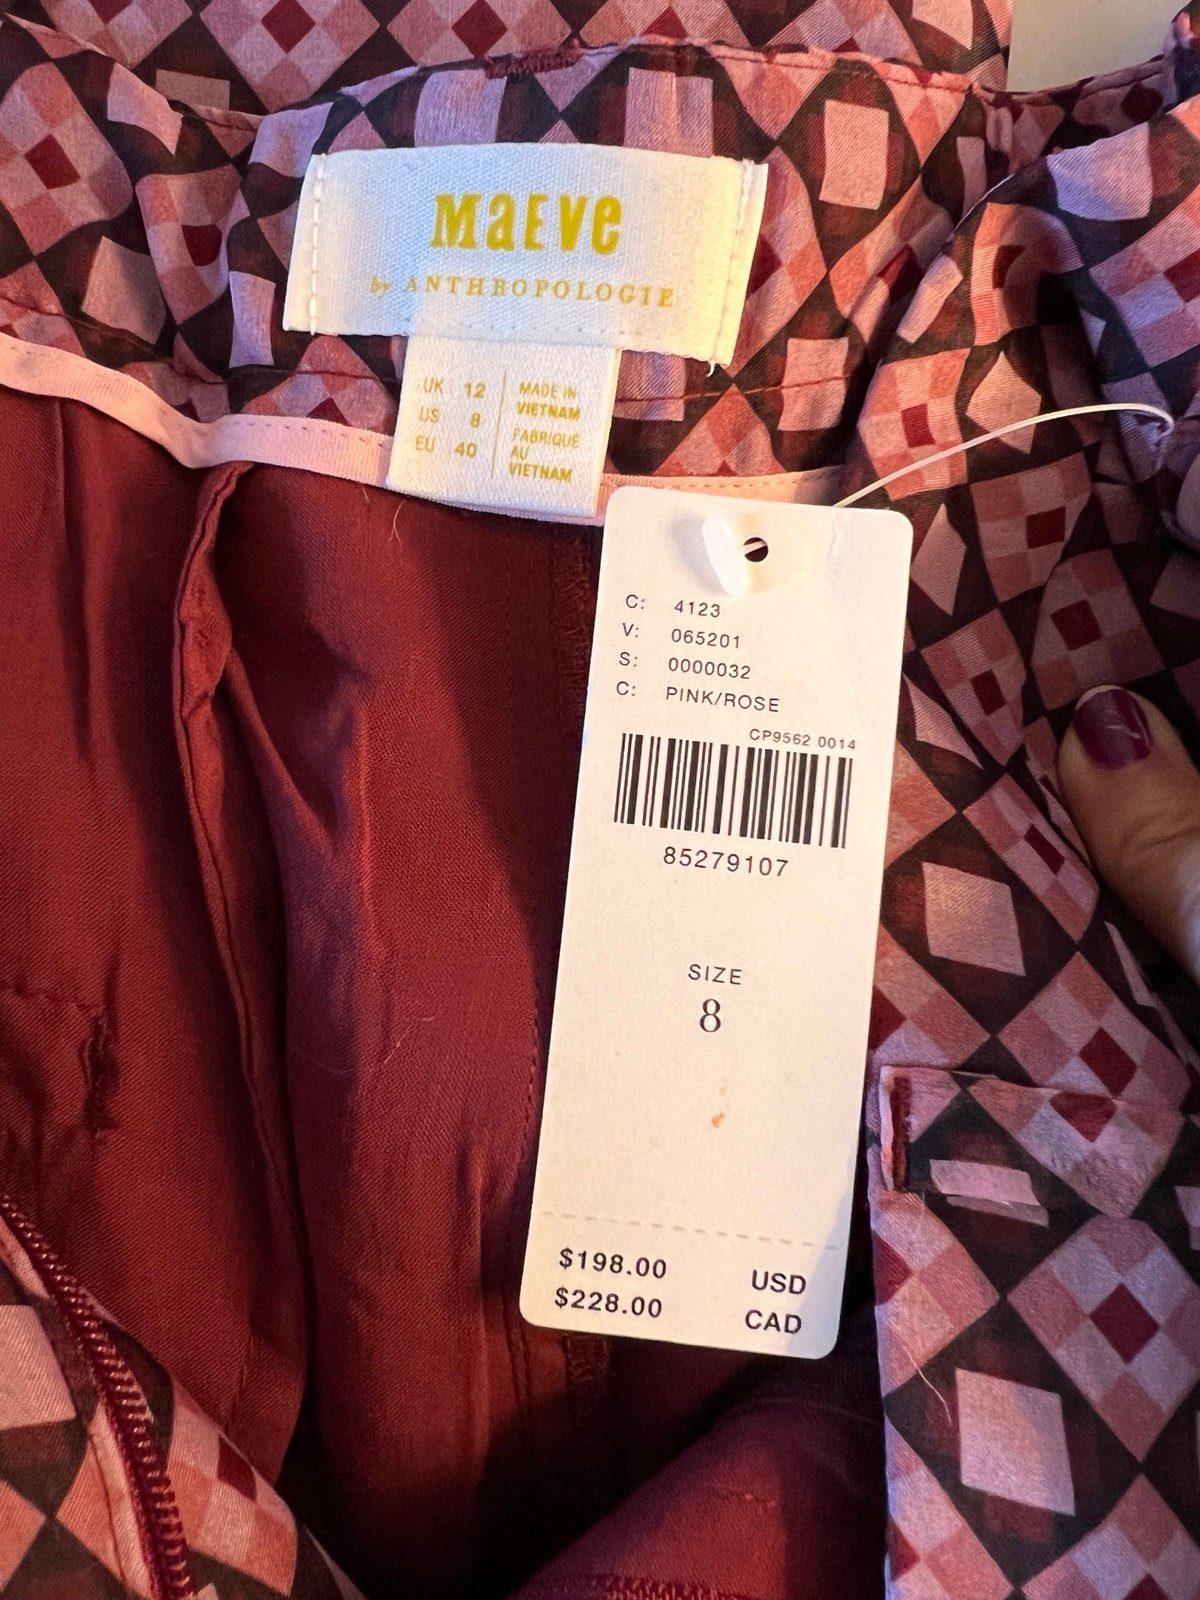 MaEVe
by ANTHROPOLOGIE
UK 12
US 8
EU 40
MADE IN
VIETNAM
FABRIQUÉ
AU
VIETNAM
C: 4123
V: 065201
S: 0000032
C: PINK/ROSE
CP9562 0014
85279107
SIZE
8
$198.00 USD
$228.00 CAD